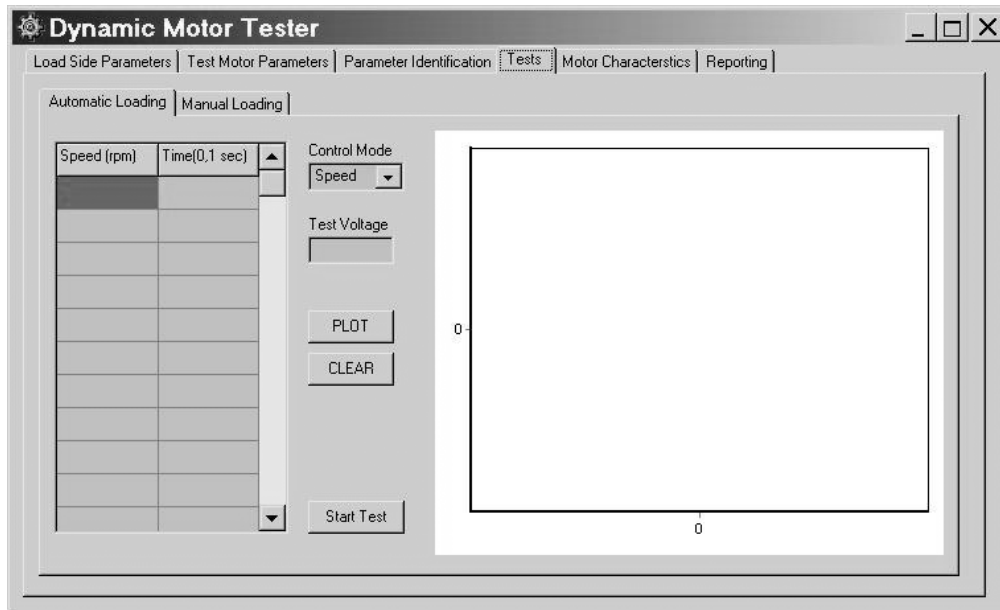 Dynamic Motor Tester
Load Side Parameters Test Motor Parameters Parameter Identification Tests Motor Characterstics Reporting
Automatic Loading Manual Loading
Speed (rpm) Time(0,1 sec)
Control Mode
Speed
Test Voltage
PLOT
CLEAR
Start Test
0
0